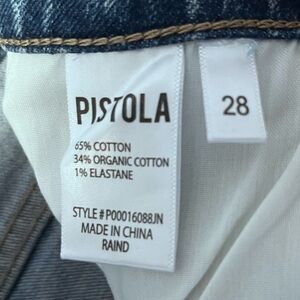 PISTOLA
65% COTTON
34% ORGANIC COTTON
1% ELASTANE
STYLE # P00016088JN
MADE IN CHINA
RAIND
28